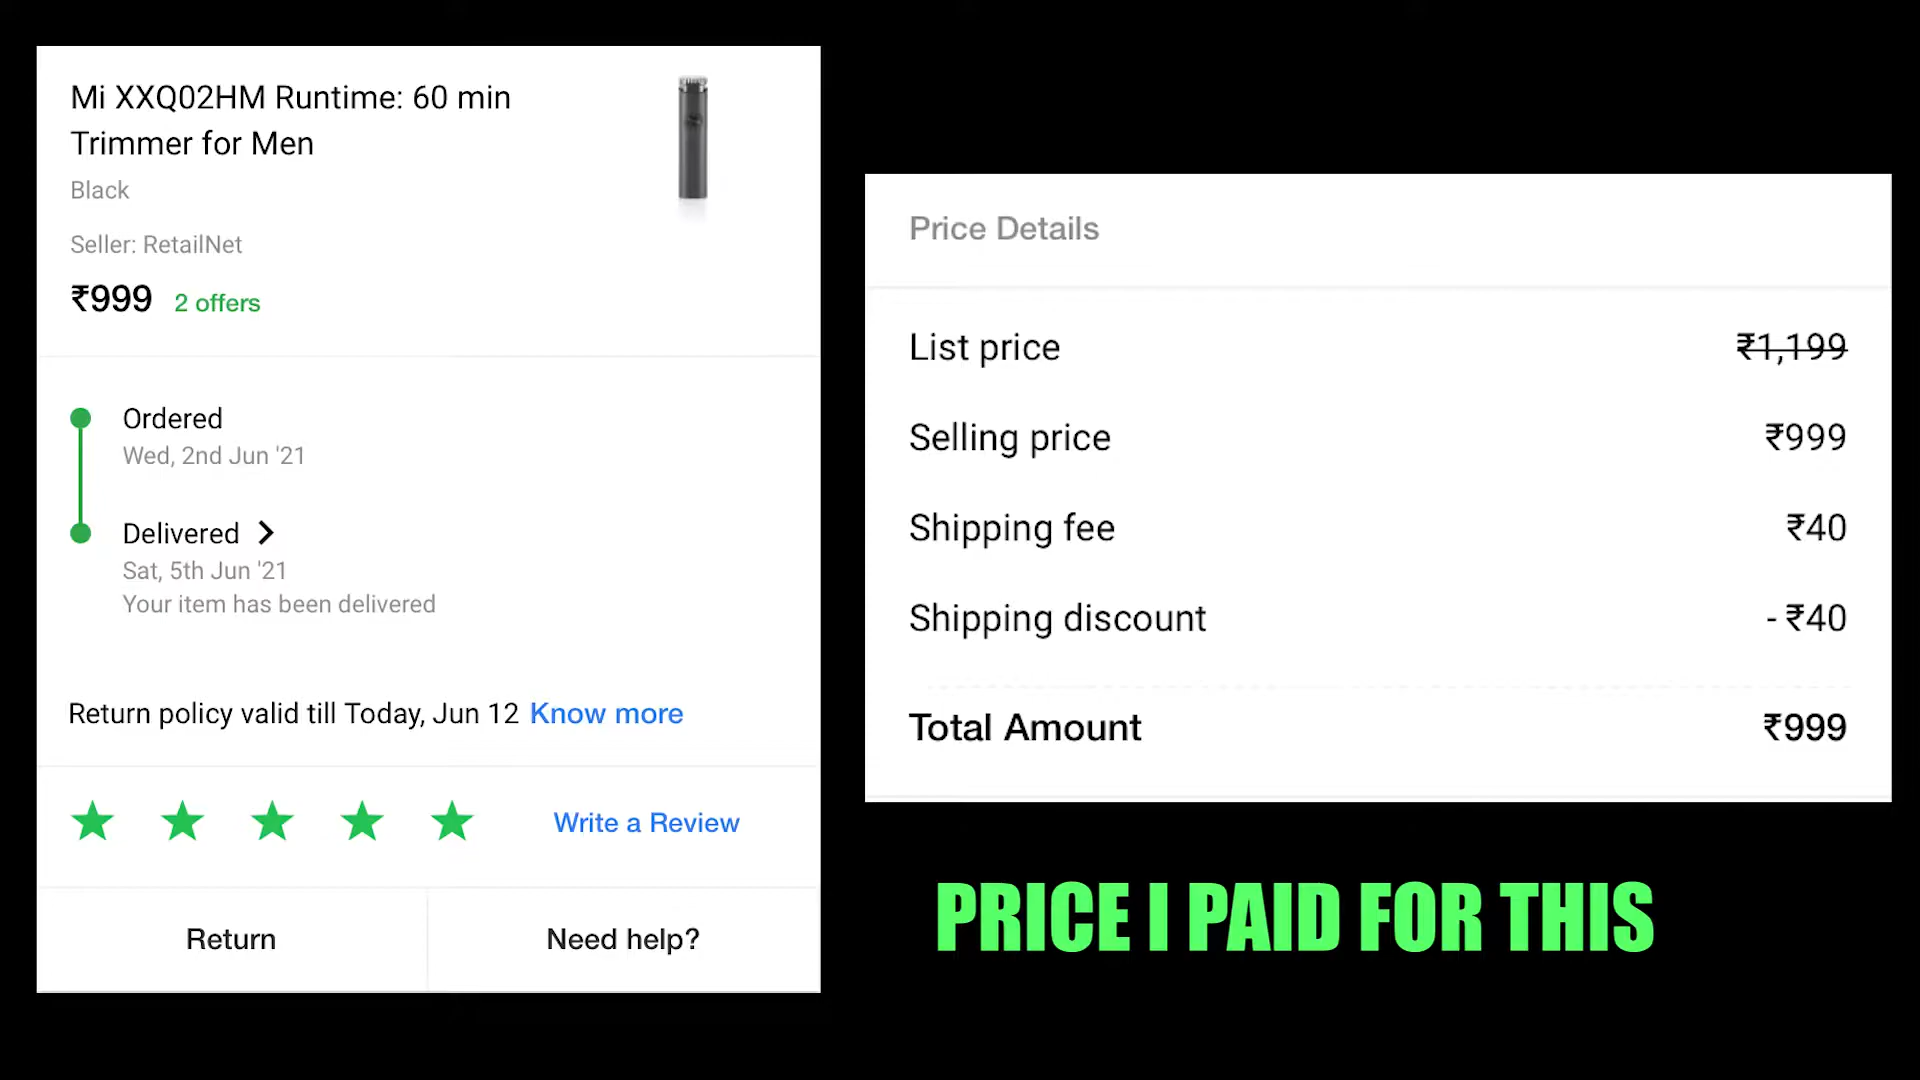 Mi XXQ02HM Runtime: 60 min
Trimmer for Men
Black
Seller: RetailNet
₹999 2 offers
Ordered
Wed, 2nd Jun '21
Delivered
Sat, 5th Jun '21
Your item has been delivered
Return policy valid till Today, Jun 12 Know more
Write a Review
Return Need help?
Price Details
List price ₹1,199
Selling price ₹999
Shipping fee ₹40
Shipping discount - ₹40
Total Amount ₹999
PRICE I PAID FOR THIS